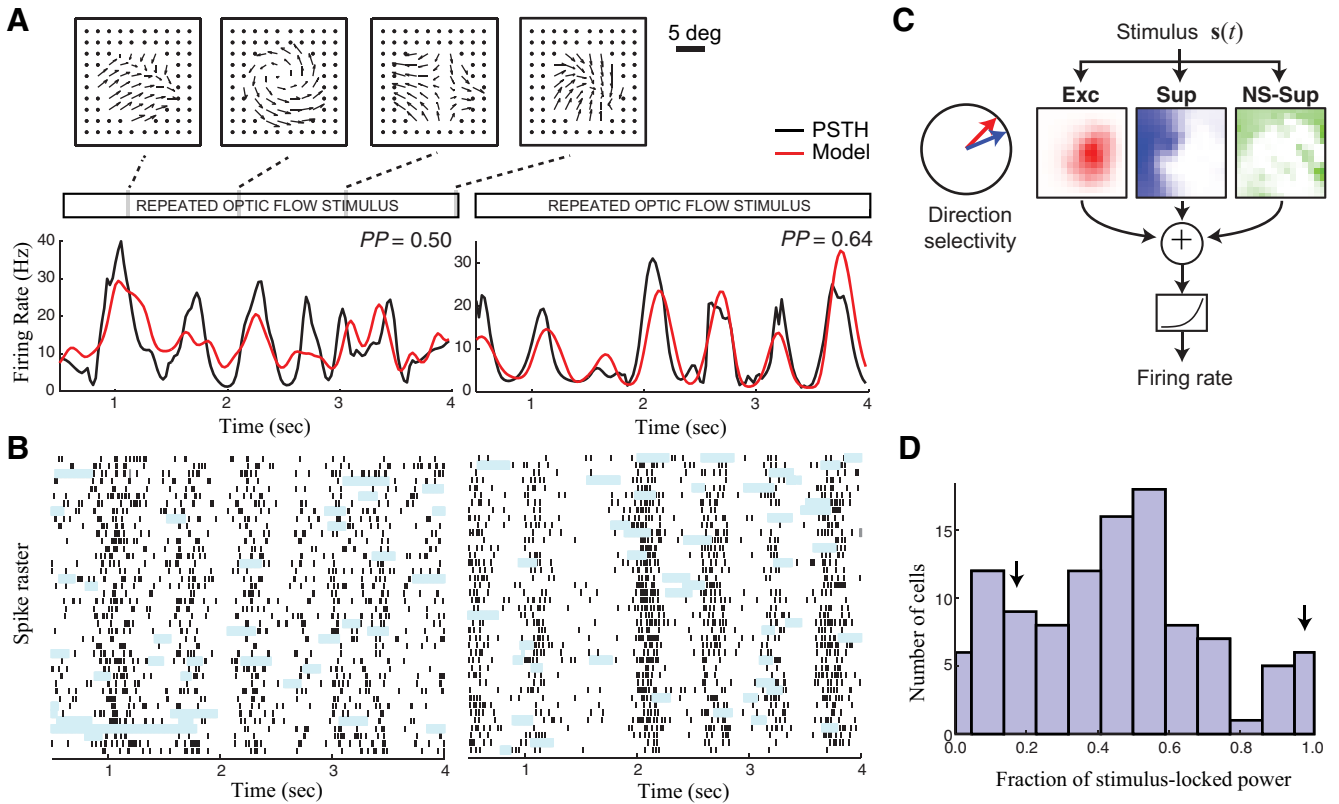 A
5 deg
PSTH
Model
REPEATED OPTIC FLOW STIMULUS
REPEATED OPTIC FLOW STIMULUS
PP = 0.50
PP = 0.64
Firing Rate (Hz)
40
30
20
10
0
30
20
10
0
1
2
3
4
1
2
3
4
Time (sec)
Time (sec)
B
Spike raster
1
2
3
4
1
2
3
4
Time (sec)
Time (sec)
C
Stimulus s(t)
Exc
Sup
NS-Sup
Direction
selectivity
+
Firing rate
D
Number of cells
15
10
5
0
0.0
0.2
0.4
0.6
0.8
1.0
Fraction of stimulus-locked power